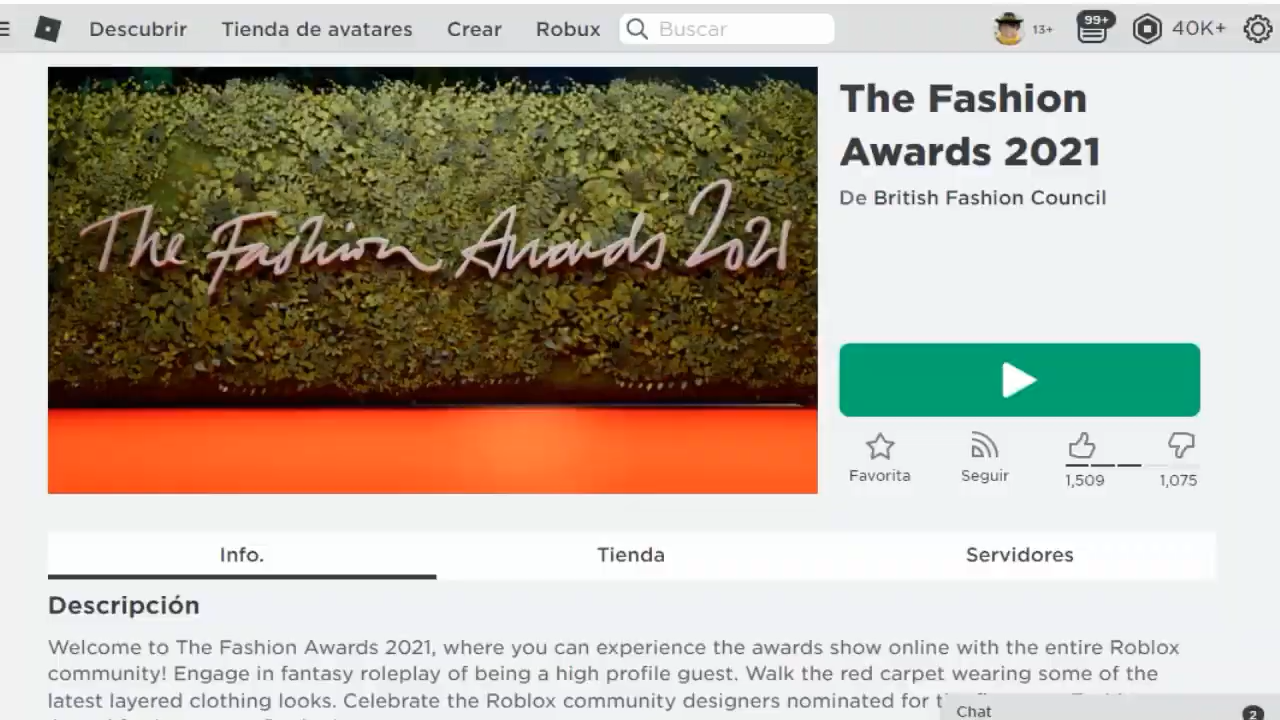 Descubrir Tienda de avatares Crear Robux Buscar 13+ 99+ 40K+
The Fashion Awards 2021
The Fashion
Awards 2021
De British Fashion Council
Favorita Seguir 1,509 1,075
Info. Tienda Servidores
Descripción
Welcome to The Fashion Awards 2021, where you can experience the awards show online with the entire Roblox
community! Engage in fantasy roleplay of being a high profile guest. Walk the red carpet wearing some of the
latest layered clothing looks. Celebrate the Roblox community designers nominated for
Chat 2